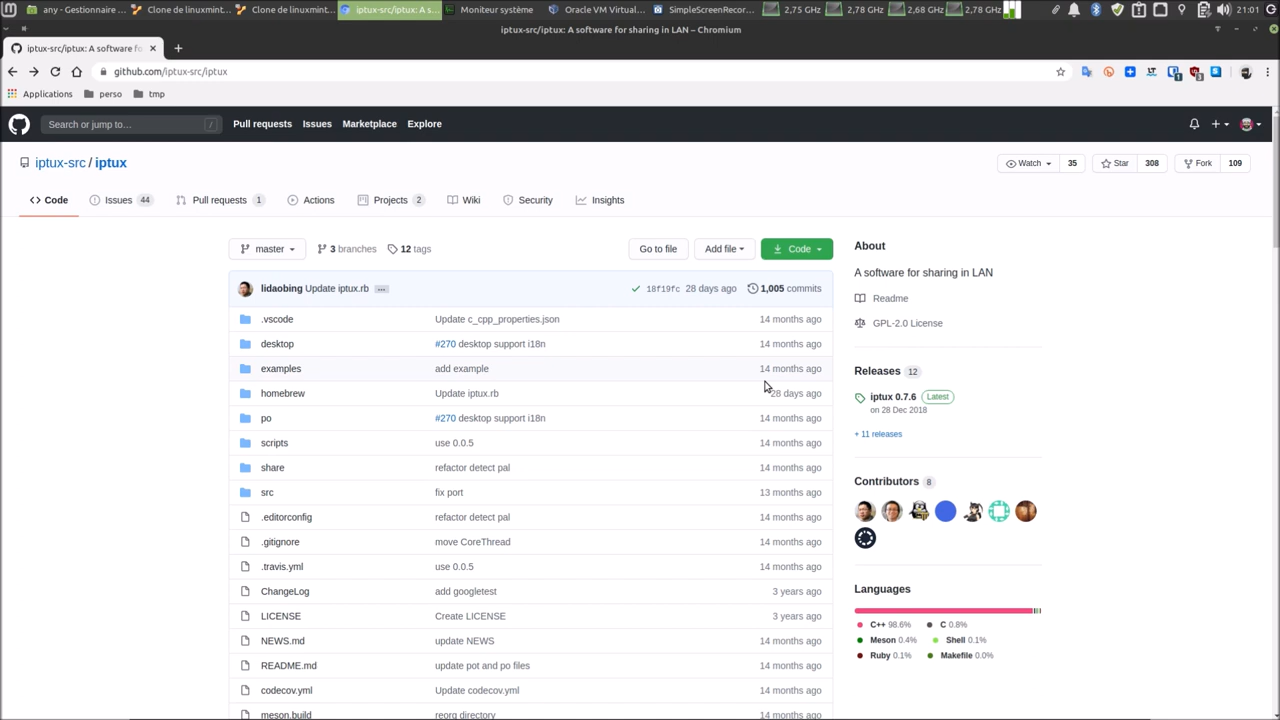 any - Gestionnaire ... Clone de linuxmint... Clone de linuxmint... iptux-src/iptux: A s... Moniteur système Oracle VM Virtual... SimpleScreenRec... 2,75 GHz 2,78 GHz 2,68 GHz 2,78 GHz 21:01
iptux-src/iptux: A software for sharing in LAN – Chromium
iptux-src/iptux: A software fo
github.com/iptux-src/iptux
Applications perso tmp
Search or jump to… / Pull requests Issues Marketplace Explore
iptux-src / iptux Watch 35 Star 308 Fork 109
Code Issues 44 Pull requests 1 Actions Projects 2 Wiki Security Insights
master 3 branches 12 tags Go to file Add file Code
About
A software for sharing in LAN
Readme
GPL-2.0 License
lidaobing Update iptux.rb ... 18f19fc 28 days ago 1,005 commits
.vscode Update c_cpp_properties.json 14 months ago
desktop #270 desktop support i18n 14 months ago
examples add example 14 months ago
homebrew Update iptux.rb 28 days ago
po #270 desktop support i18n 14 months ago
scripts use 0.0.5 14 months ago
share refactor detect pal 14 months ago
src fix port 13 months ago
.editorconfig refactor detect pal 14 months ago
.gitignore move CoreThread 14 months ago
.travis.yml use 0.0.5 14 months ago
ChangeLog add googletest 3 years ago
LICENSE Create LICENSE 3 years ago
NEWS.md update NEWS 14 months ago
README.md update pot and po files 14 months ago
codecov.yml Update codecov.yml 14 months ago
meson.build reorg directory 14 months ago
Releases 12
iptux 0.7.6 Latest
on 28 Dec 2018
+ 11 releases
Contributors 8
Languages
C++ 98.6% C 0.8%
Meson 0.4% Shell 0.1%
Ruby 0.1% Makefile 0.0%